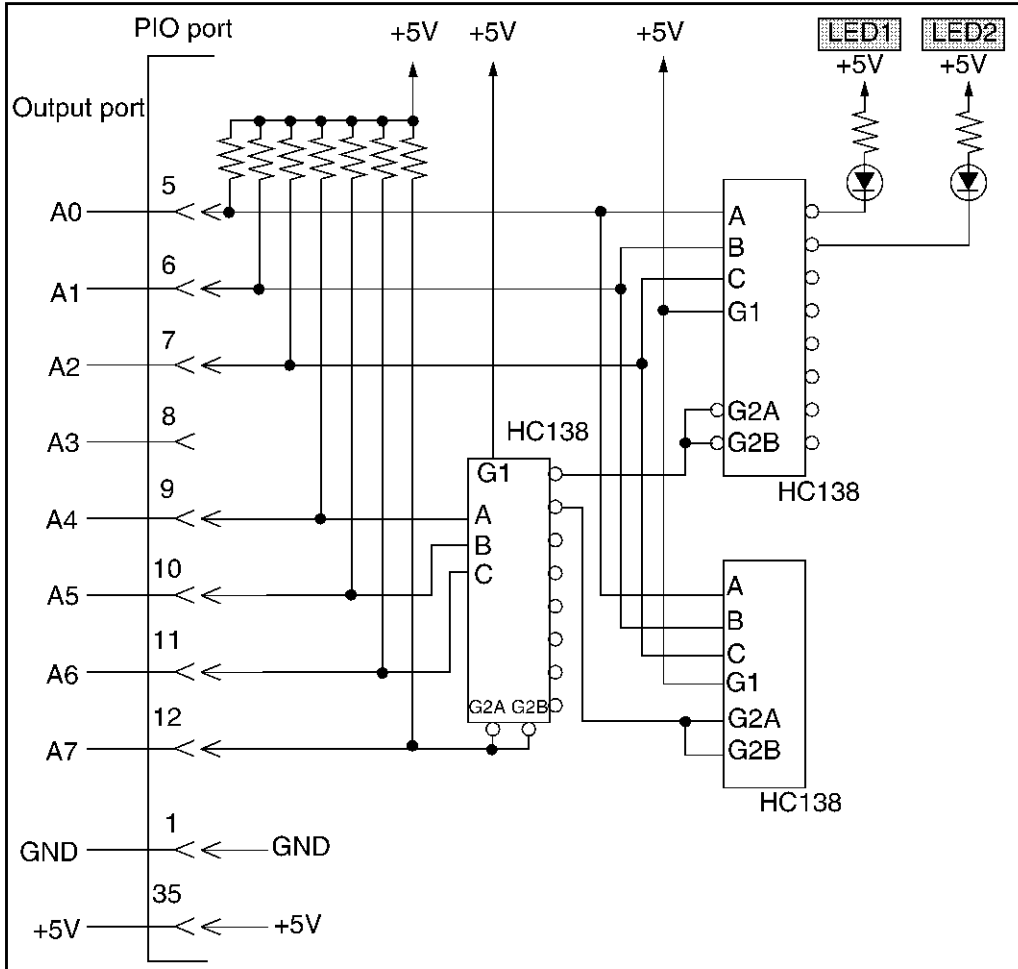 PIO port
+5V +5V
+5V
LED1
LED2
+5V
+5V
Output port
5
A0
6
A1
7
A2
8
A3
9
A4
10
A5
11
A6
12
A7
1
GND
GND
35
+5V
+5V
HC138
G1
A
B
C
G2A G2B
A
B
C
G1
G2A
G2B
HC138
A
B
C
G1
G2A
G2B
HC138